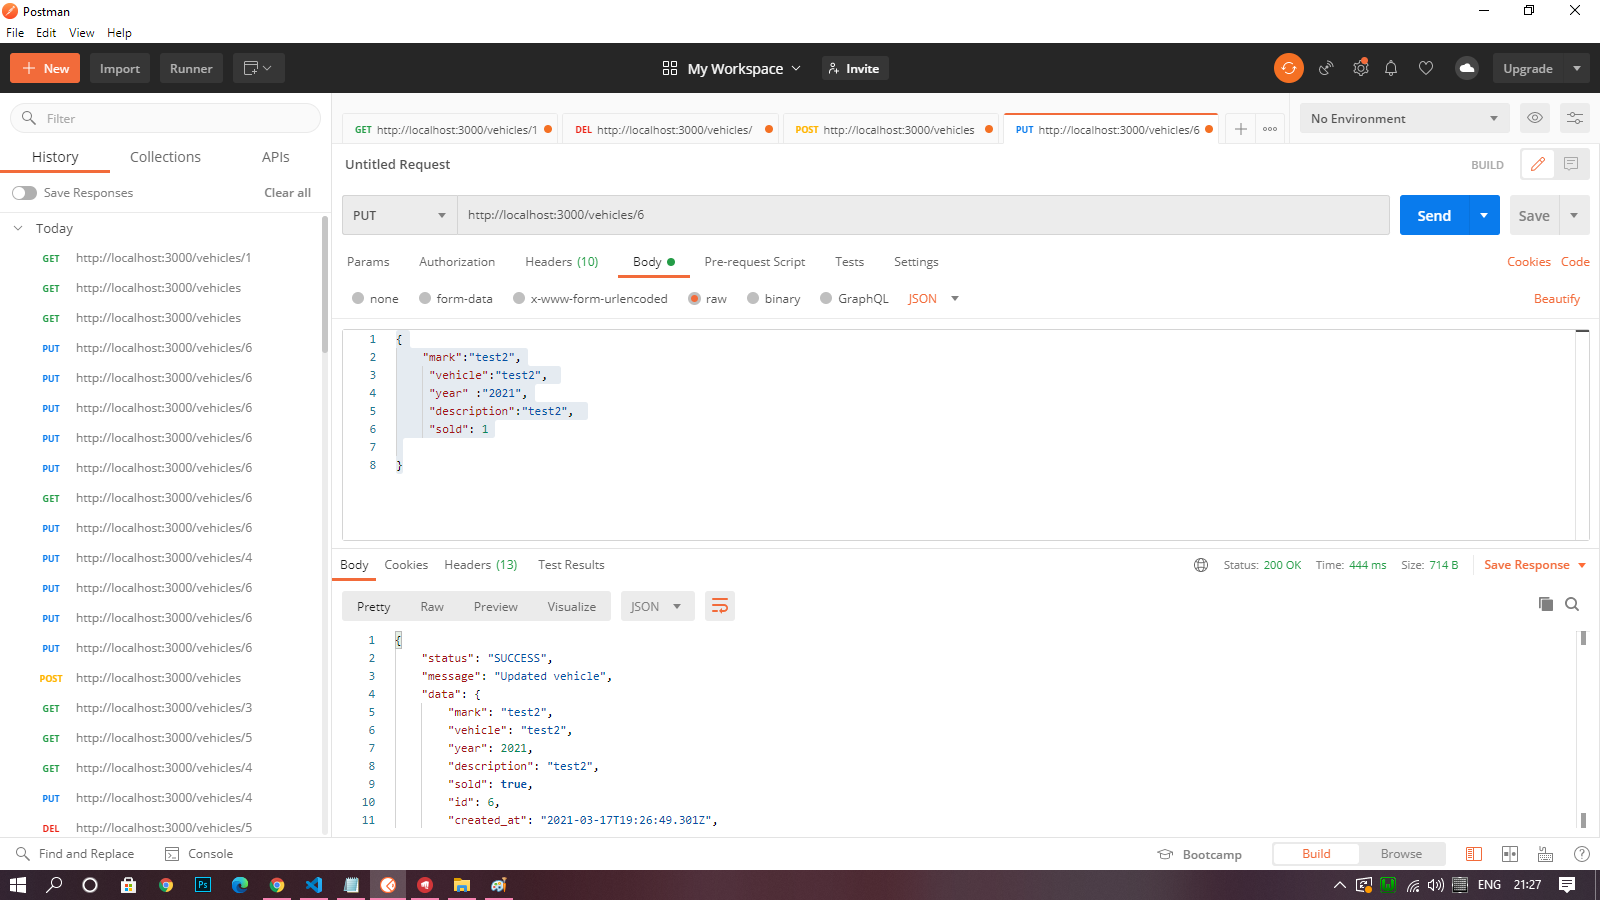 Postman
File Edit View Help
New Import Runner My Workspace Invite Upgrade
Filter
History Collections APIs
Save Responses Clear all
Today
GET http://localhost:3000/vehicles/1
GET http://localhost:3000/vehicles
GET http://localhost:3000/vehicles
PUT http://localhost:3000/vehicles/6
PUT http://localhost:3000/vehicles/6
PUT http://localhost:3000/vehicles/6
PUT http://localhost:3000/vehicles/6
PUT http://localhost:3000/vehicles/6
GET http://localhost:3000/vehicles/6
PUT http://localhost:3000/vehicles/6
PUT http://localhost:3000/vehicles/4
PUT http://localhost:3000/vehicles/6
PUT http://localhost:3000/vehicles/6
PUT http://localhost:3000/vehicles/6
POST http://localhost:3000/vehicles
GET http://localhost:3000/vehicles/3
GET http://localhost:3000/vehicles/5
GET http://localhost:3000/vehicles/4
PUT http://localhost:3000/vehicles/4
DEL http://localhost:3000/vehicles/5
GET http://localhost:3000/vehicles/1 DEL http://localhost:3000/vehicles/ POST http://localhost:3000/vehicles PUT http://localhost:3000/vehicles/6 No Environment
Untitled Request BUILD
PUT http://localhost:3000/vehicles/6 Send Save
Params Authorization Headers (10) Body Pre-request Script Tests Settings Cookies Code
none form-data x-www-form-urlencoded raw binary GraphQL JSON Beautify
1 {
2 "mark":"test2",
3 "vehicle":"test2",
4 "year" :"2021",
5 "description":"test2",
6 "sold": 1
7
8 }
Body Cookies Headers (13) Test Results Status: 200 OK Time: 444 ms Size: 714 B Save Response
Pretty Raw Preview Visualize JSON
1 {
2 "status": "SUCCESS",
3 "message": "Updated vehicle",
4 "data": {
5 "mark": "test2",
6 "vehicle": "test2",
7 "year": 2021,
8 "description": "test2",
9 "sold": true,
10 "id": 6,
11 "created_at": "2021-03-17T19:26:49.301Z",
Find and Replace Console Bootcamp Build Browse
Ps ENG 21:27